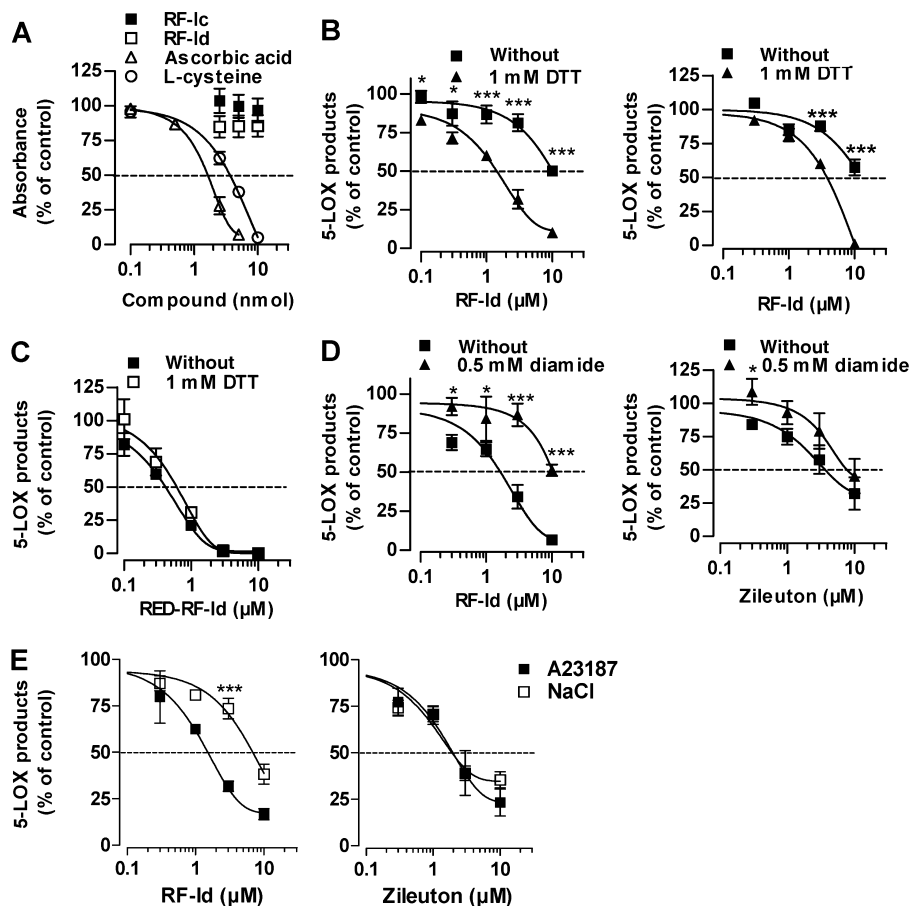 A
RF-Ic
RF-Id
Ascorbic acid
L-cysteine
Absorbance
(% of control)
125
100
75
50
25
0
0.1
1
10
Compound (nmol)
B
Without
1 mM DTT
5-LOX products
(% of control)
100
75
50
25
0
*
*
***
***
***
0.1
1
10
RF-Id (µM)
Without
1 mM DTT
5-LOX products
(% of control)
125
100
75
50
25
0
***
***
0.1
1
10
RF-Id (µM)
C
Without
1 mM DTT
5-LOX products
(% of control)
125
100
75
50
25
0
0.1
1
10
RED-RF-Id (µM)
D
Without
0.5 mM diamide
5-LOX products
(% of control)
100
75
50
25
0
*
*
***
***
0.1
1
10
RF-Id (µM)
Without
0.5 mM diamide
5-LOX products
(% of control)
125
100
75
50
25
0
*
0.1
1
10
Zileuton (µM)
E
5-LOX products
(% of control)
100
75
50
25
0
***
0.1
1
10
RF-Id (µM)
100
75
50
25
0
0.1
1
10
Zileuton (µM)
A23187
NaCl